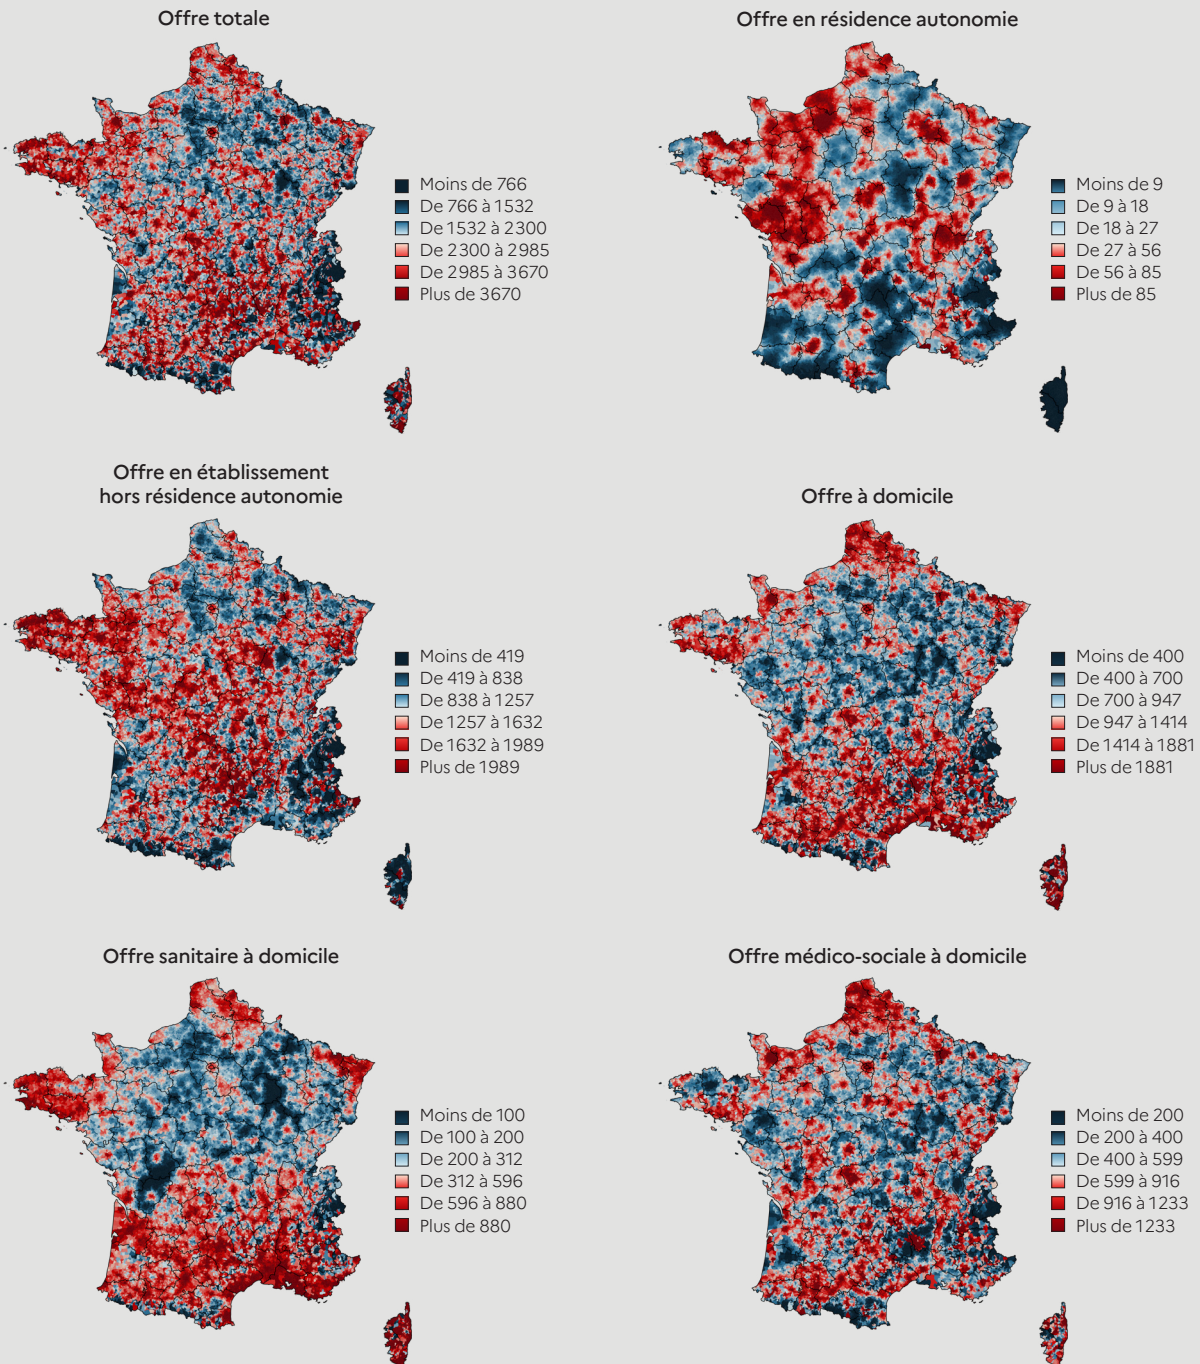 Offre totale
Moins de 766
De 766 à 1532
De 1532 à 2300
De 2300 à 2985
De 2985 à 3670
Plus de 3670
Offre en résidence autonomie
Moins de 9
De 9 à 18
De 18 à 27
De 27 à 56
De 56 à 85
Plus de 85
Offre en établissement
hors résidence autonomie
Moins de 419
De 419 à 838
De 838 à 1257
De 1257 à 1632
De 1632 à 1989
Plus de 1989
Offre à domicile
Moins de 400
De 400 à 700
De 700 à 947
De 947 à 1414
De 1414 à 1881
Plus de 1881
Offre sanitaire à domicile
Moins de 100
De 100 à 200
De 200 à 312
De 312 à 596
De 596 à 880
Plus de 880
Offre médico-sociale à domicile
Moins de 200
De 200 à 400
De 400 à 599
De 599 à 916
De 916 à 1233
Plus de 1233